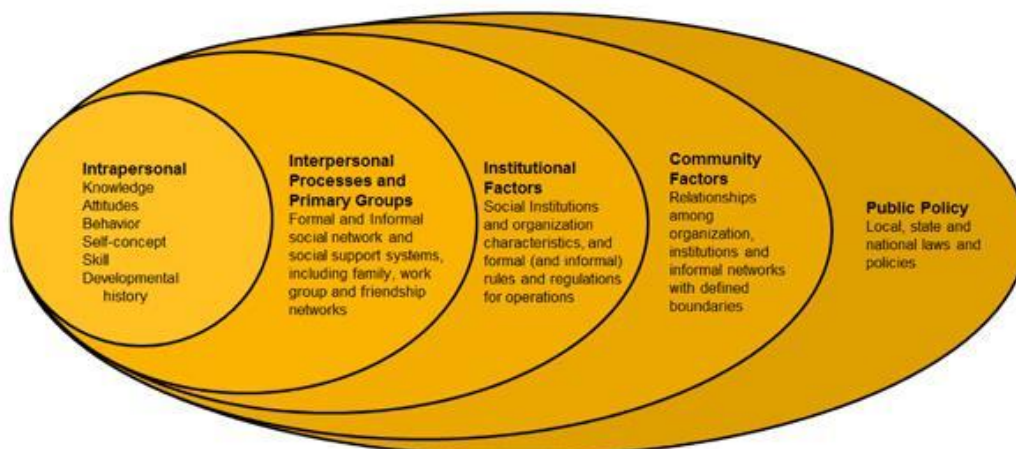 Intrapersonal
Knowledge
Attitudes
Behavior
Self-concept
Skill
Developmental
history
Interpersonal
Processes and
Primary Groups
Formal and Informal
social network and
social support systems,
including family, work
group and friendship
networks
Institutional
Factors
Social Institutions
and organization
characteristics, and
formal (and informal)
rules and regulations
for operations
Community
Factors
Relationships
among
organization,
institutions and
informal networks
with defined
boundaries
Public Policy
Local, state and
national laws and
policies